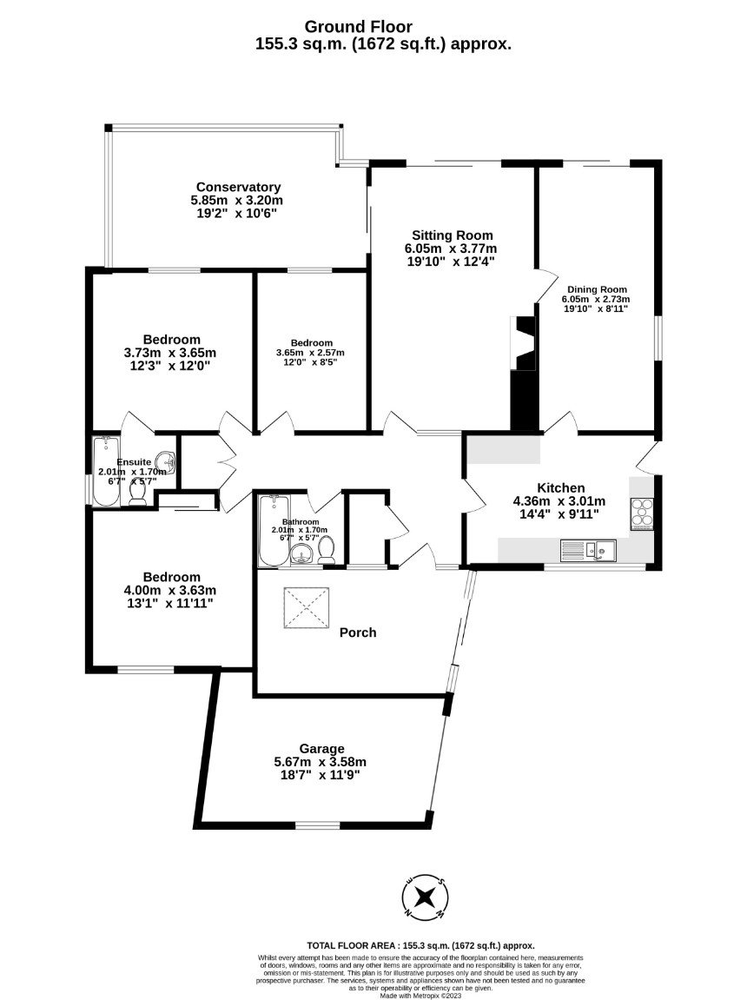 Ground Floor
155.3 sq.m. (1672 sq.ft.) approx.
Conservatory
5.85m x 3.20m
19'2" x 10'6"
Sitting Room
6.05m x 3.77m
19'10" x 12'4"
Dining Room
6.05m x 2.73m
19'10" x 8'11"
Bedroom
3.73m x 3.65m
12'3" x 12'0"
Bedroom
3.65m x 2.57m
12'0" x 8'5"
Ensuite
2.01m x 1.70m
6'7" x 5'7"
Kitchen
4.36m x 3.01m
14'4" x 9'11"
Bathroom
2.01m x 1.70m
6'7" x 5'7"
Bedroom
4.00m x 3.63m
13'1" x 11'11"
Porch
Garage
5.67m x 3.58m
18'7" x 11'9"
E
S
N
W
TOTAL FLOOR AREA : 155.3 sq.m. (1672 sq.ft.) approx.
Whilst every attempt has been made to ensure the accuracy of the floorplan contained here, measurements
of doors, windows, rooms and any other items are approximate and no responsibility is taken for any error,
omission or mis-statement. This plan is for illustrative purposes only and should be used as such by any
prospective purchaser. The services, systems and appliances shown have not been tested and no guarantee
as to their operability or efficiency can be given.
Made with Metropix ©2023